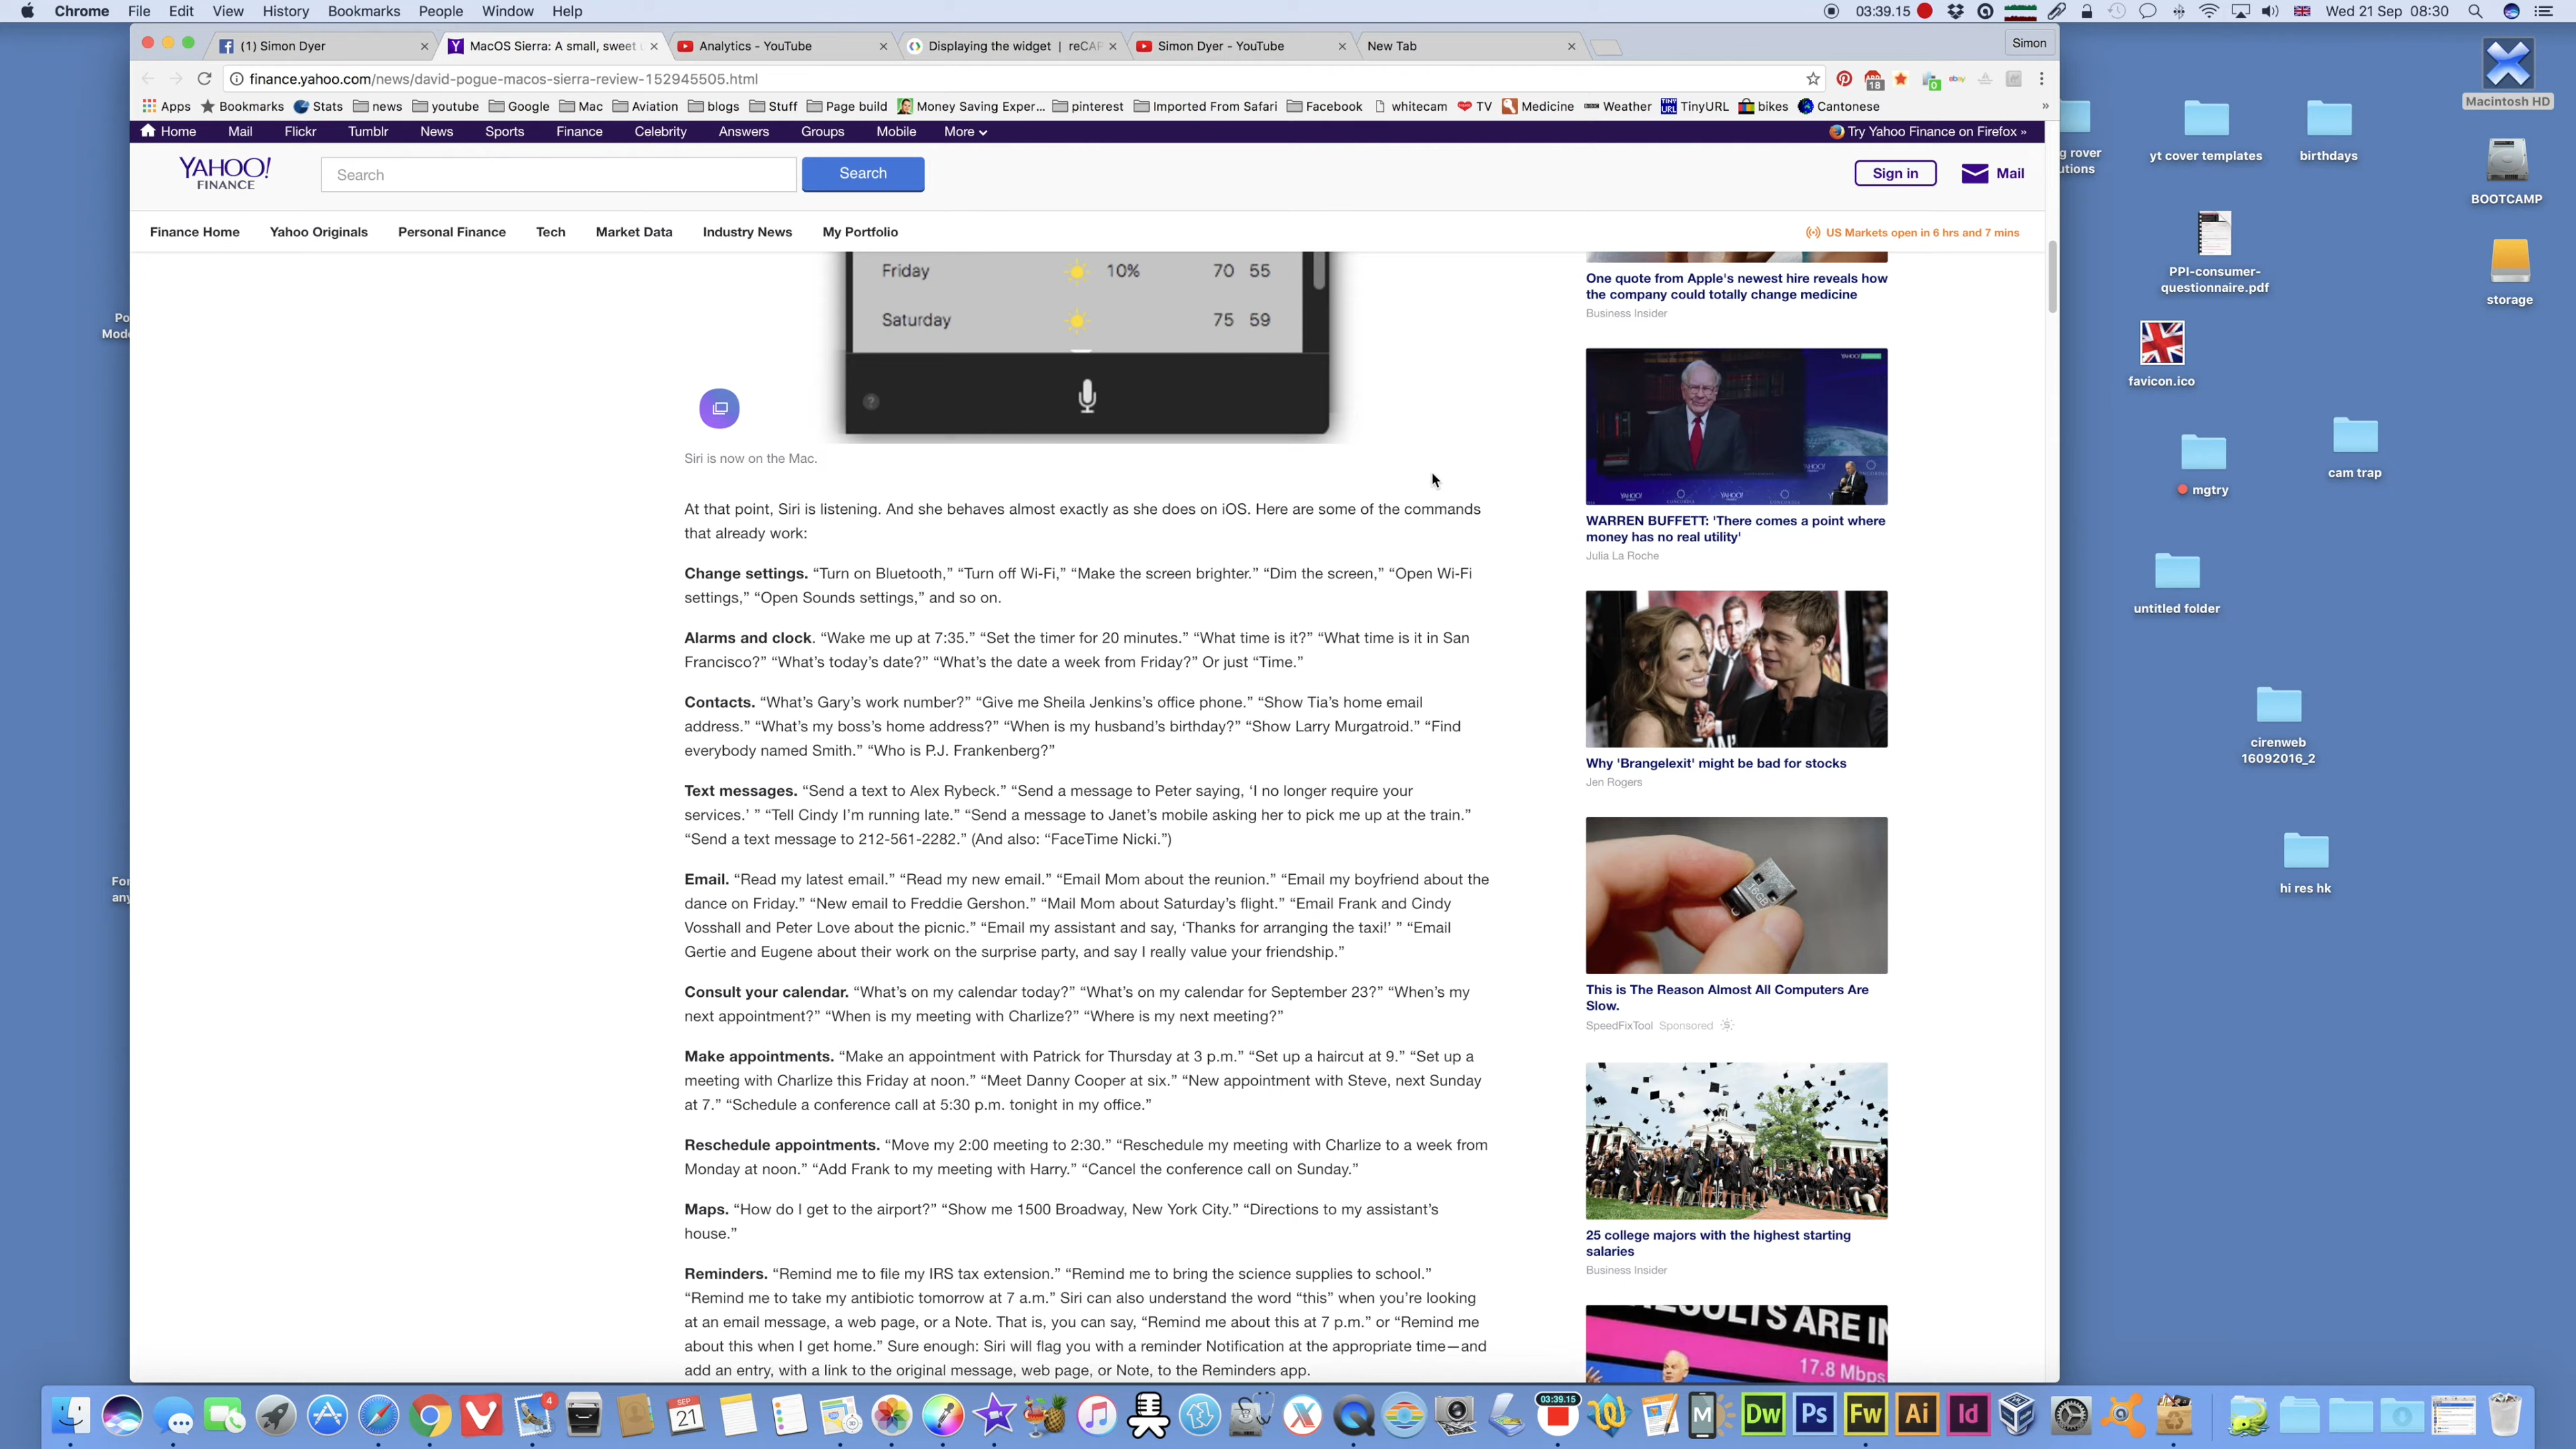 Chrome File Edit View History Bookmarks People Window Help
03:39.15
Wed 21 Sep 08:30
(1) Simon Dyer
MacOS Sierra: A small, sweet
Analytics - YouTube
Displaying the widget | reCAP
Simon Dyer - YouTube
New Tab
Simon
finance.yahoo.com/news/david-pogue-macos-sierra-review-152945505.html
18
0
ebay
Apps Bookmarks Stats news youtube Google Mac Aviation blogs Stuff Page build Money Saving Exper... pinterest Imported From Safari Facebook whitecam TV Medicine Weather TinyURL bikes Cantonese »
Home Mail Flickr Tumblr News Sports Finance Celebrity Answers Groups Mobile More
Try Yahoo Finance on Firefox »
YAHOO!
FINANCE
Search
Search
Sign in
Mail
Finance Home Yahoo Originals Personal Finance Tech Market Data Industry News My Portfolio
US Markets open in 6 hrs and 7 mins
Friday 10% 70 55
Saturday 75 59
?
Siri is now on the Mac.
At that point, Siri is listening. And she behaves almost exactly as she does on iOS. Here are some of the commands
that already work:
Change settings. “Turn on Bluetooth,” “Turn off Wi-Fi,” “Make the screen brighter.” “Dim the screen,” “Open Wi-Fi
settings,” “Open Sounds settings,” and so on.
Alarms and clock. “Wake me up at 7:35.” “Set the timer for 20 minutes.” “What time is it?” “What time is it in San
Francisco?” “What’s today’s date?” “What’s the date a week from Friday?” Or just “Time.”
Contacts. “What’s Gary’s work number?” “Give me Sheila Jenkins’s office phone.” “Show Tia’s home email
address.” “What’s my boss’s home address?” “When is my husband’s birthday?” “Show Larry Murgatroid.” “Find
everybody named Smith.” “Who is P.J. Frankenberg?”
Text messages. “Send a text to Alex Rybeck.” “Send a message to Peter saying, ‘I no longer require your
services.’ ” “Tell Cindy I’m running late.” “Send a message to Janet’s mobile asking her to pick me up at the train.”
“Send a text message to 212-561-2282.” (And also: “FaceTime Nicki.”)
Email. “Read my latest email.” “Read my new email.” “Email Mom about the reunion.” “Email my boyfriend about the
dance on Friday.” “New email to Freddie Gershon.” “Mail Mom about Saturday’s flight.” “Email Frank and Cindy
Vosshall and Peter Love about the picnic.” “Email my assistant and say, ‘Thanks for arranging the taxi!’ ” “Email
Gertie and Eugene about their work on the surprise party, and say I really value your friendship.”
Consult your calendar. “What’s on my calendar today?” “What’s on my calendar for September 23?” “When’s my
next appointment?” “When is my meeting with Charlize?” “Where is my next meeting?”
Make appointments. “Make an appointment with Patrick for Thursday at 3 p.m.” “Set up a haircut at 9.” “Set up a
meeting with Charlize this Friday at noon.” “Meet Danny Cooper at six.” “New appointment with Steve, next Sunday
at 7.” “Schedule a conference call at 5:30 p.m. tonight in my office.”
Reschedule appointments. “Move my 2:00 meeting to 2:30.” “Reschedule my meeting with Charlize to a week from
Monday at noon.” “Add Frank to my meeting with Harry.” “Cancel the conference call on Sunday.”
Maps. “How do I get to the airport?” “Show me 1500 Broadway, New York City.” “Directions to my assistant’s
house.”
Reminders. “Remind me to file my IRS tax extension.” “Remind me to bring the science supplies to school.”
“Remind me to take my antibiotic tomorrow at 7 a.m.” Siri can also understand the word “this” when you’re looking
at an email message, a web page, or a Note. That is, you can say, “Remind me about this at 7 p.m.” or “Remind me
about this when I get home.” Sure enough: Siri will flag you with a reminder Notification at the appropriate time—and
add an entry, with a link to the original message, web page, or Note, to the Reminders app.
One quote from Apple's newest hire reveals how
the company could totally change medicine
Business Insider
YAHOO!
WARREN BUFFETT: 'There comes a point where
money has no real utility'
Julia La Roche
Why 'Brangelexit' might be bad for stocks
Jen Rogers
16GB
This is The Reason Almost All Computers Are
Slow.
SpeedFixTool Sponsored
25 college majors with the highest starting
salaries
Business Insider
RESULTS ARE IN
17.8 Mbps
Macintosh HD
BOOTCAMP
storage
g rover
utions
yt cover templates
birthdays
PPI-consumer-
questionnaire.pdf
favicon.ico
cam trap
mgtry
untitled folder
cirenweb
16092016_2
hi res hk
Po
Mode
For
any
4
SEP
21
03:39.15
M
Dw
Ps
Fw
Ai
Id